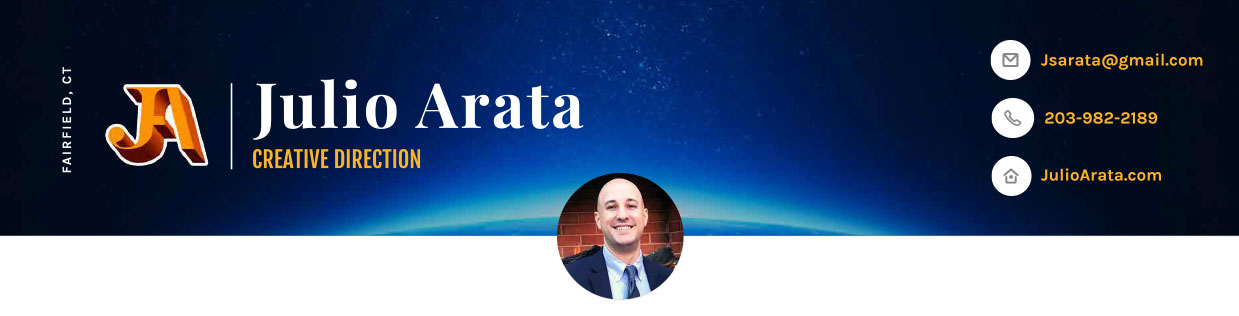 FAIRFIELD, CT
JA
Julio Arata
CREATIVE DIRECTION
Jsarata@gmail.com
203-982-2189
JulioArata.com